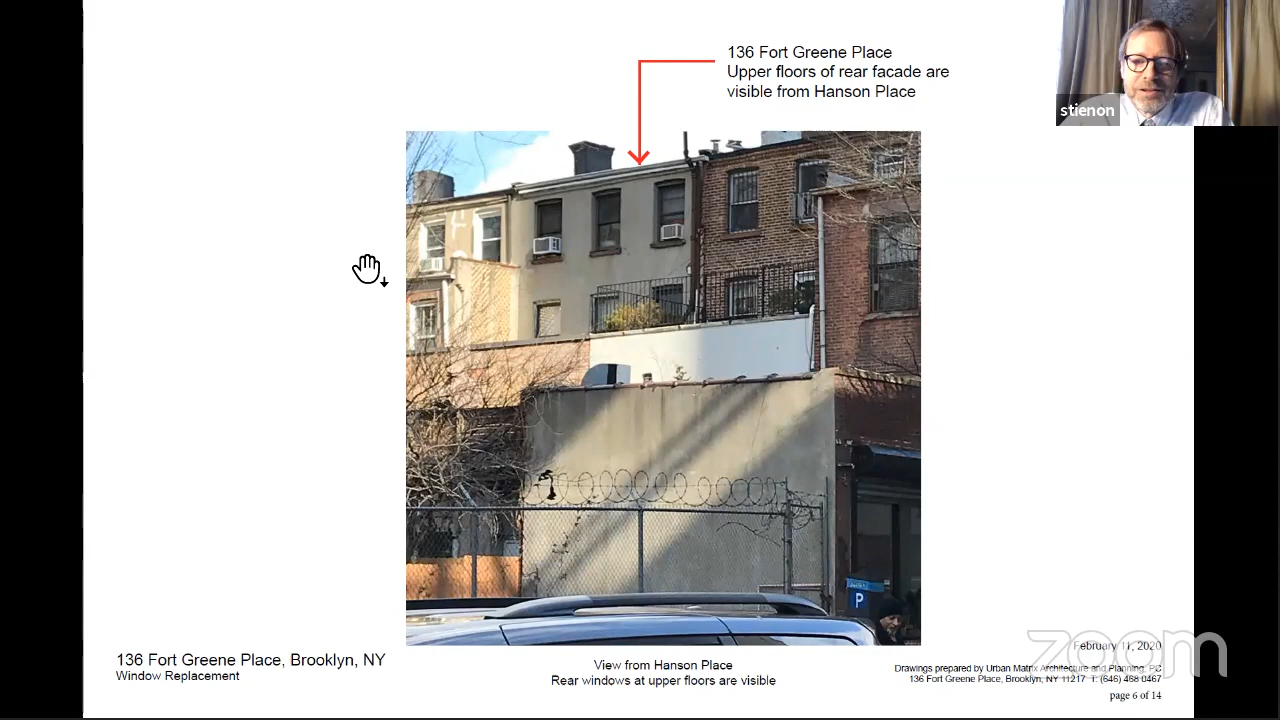 136 Fort Greene Place
Upper floors of rear facade are
visible from Hanson Place
stienon
P
136 Fort Greene Place, Brooklyn, NY
Window Replacement
View from Hanson Place
Rear windows at upper floors are visible
February 11, 2020
Drawings prepared by Urban Matrix Architecture and Planning, PC
136 Fort Greene Place, Brooklyn, NY 11217 T: (646) 468 0467
page 6 of 14
zoom